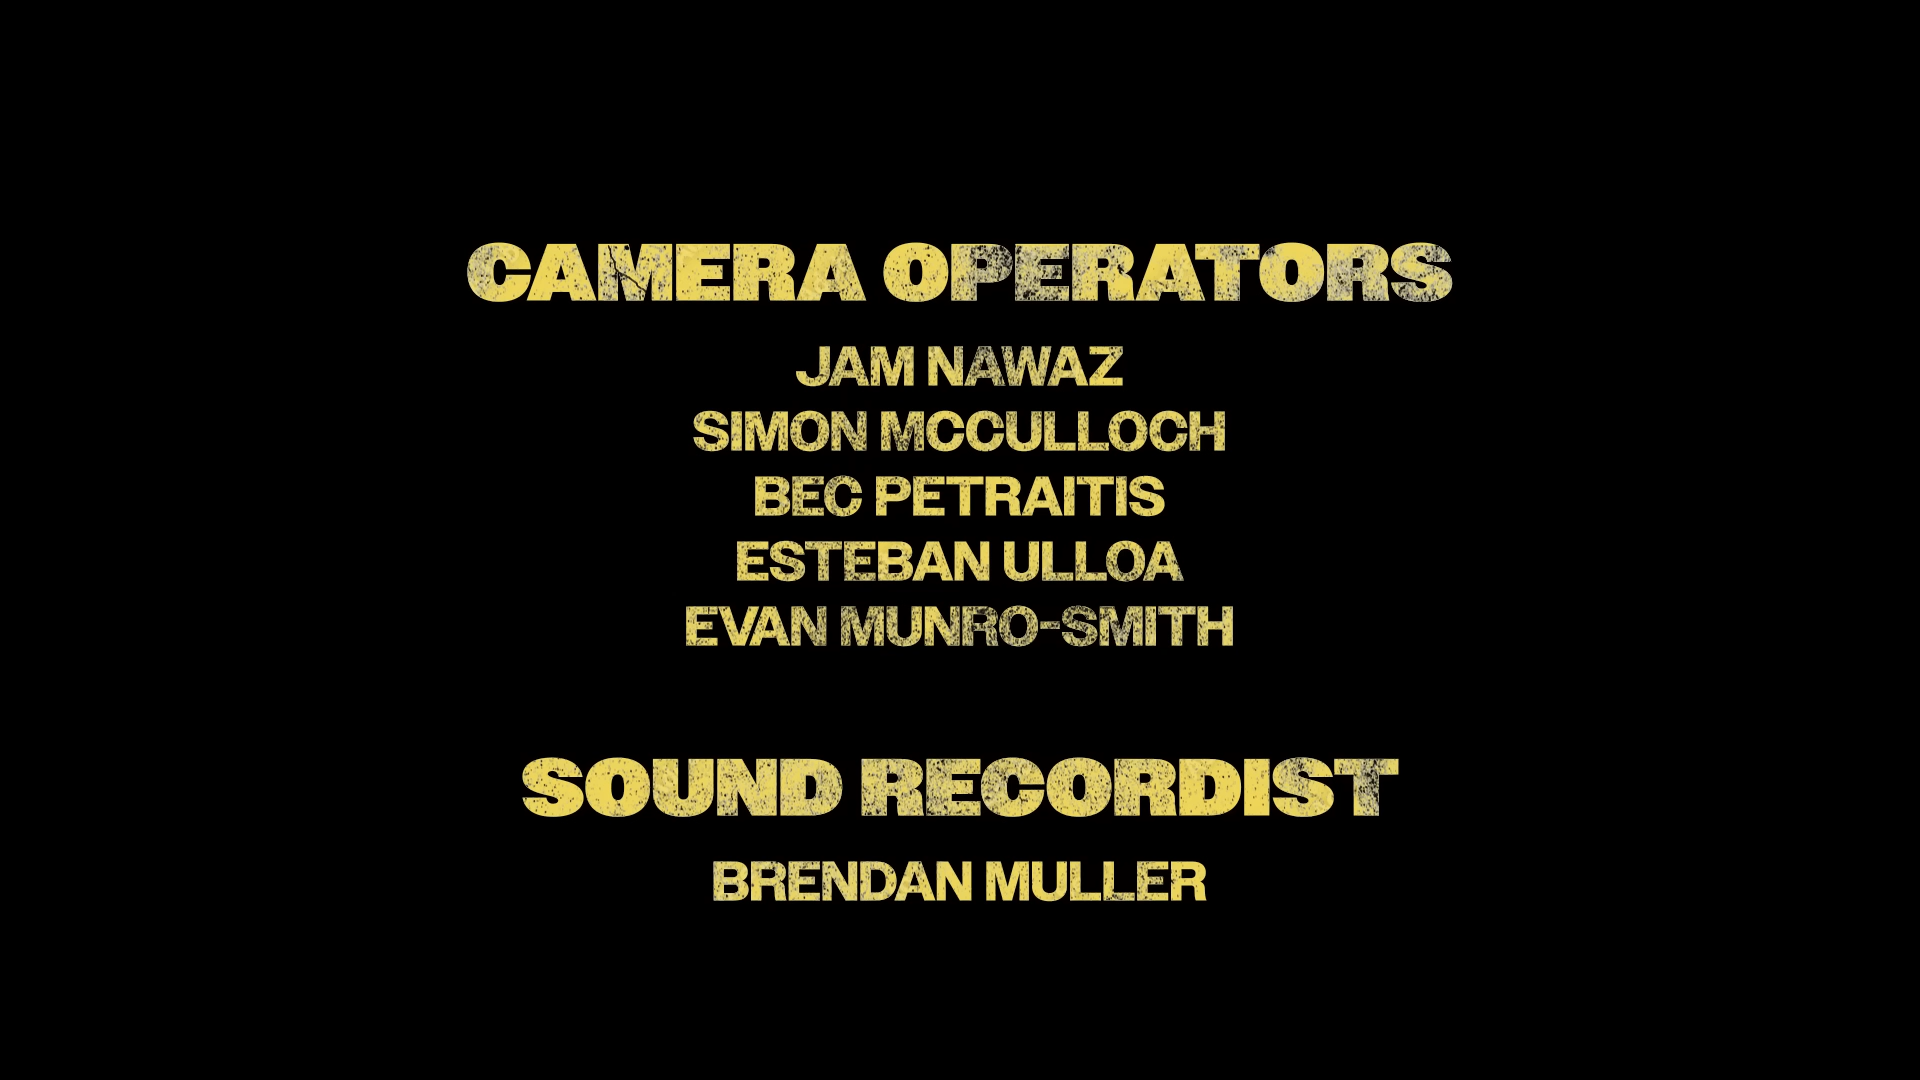 CAMERA OPERATORS
JAM NAWAZ
SIMON MCCULLOCH
BEC PETRAITIS
ESTEBAN ULLOA
EVAN MUNRO-SMITH
SOUND RECORDIST
BRENDAN MULLER